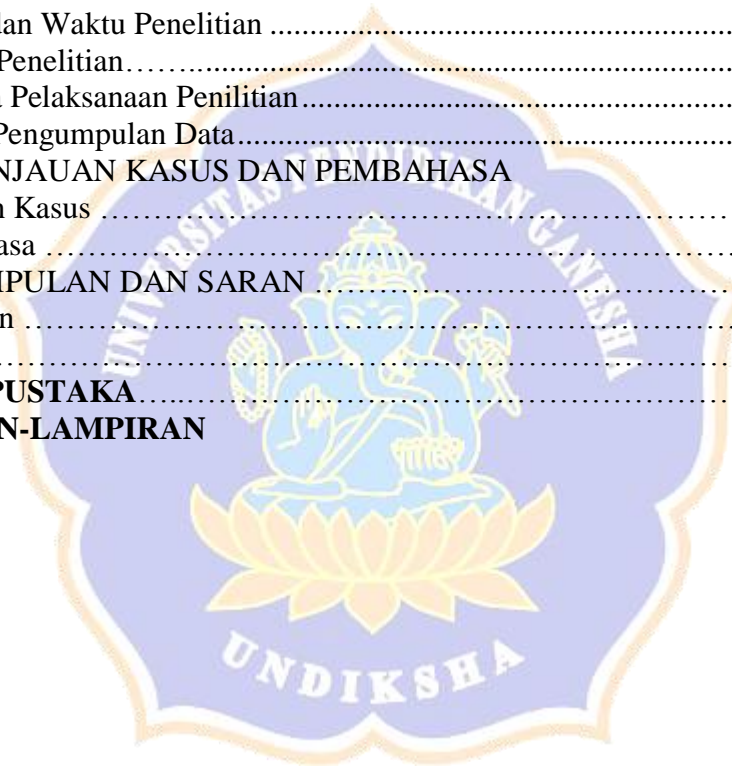 dan Waktu Penelitian ..........................................................................
Penelitian……..................................................................................
Pelaksanaan Penilitian.....................................................................
Pengumpulan Data...........................................................................
NJAUAN KASUS DAN PEMBAHASA
Kasus ………………………………………………………………
asa …………………………………………………………………
IPULAN DAN SARAN ……………………………………………
n ……………………………………………………………………
………………………………………………………………………
PUSTAKA…..………………………………………………………
N-LAMPIRAN
UNIVERSITAS PENDIDIKAN GANESHA
UNDIKSHA